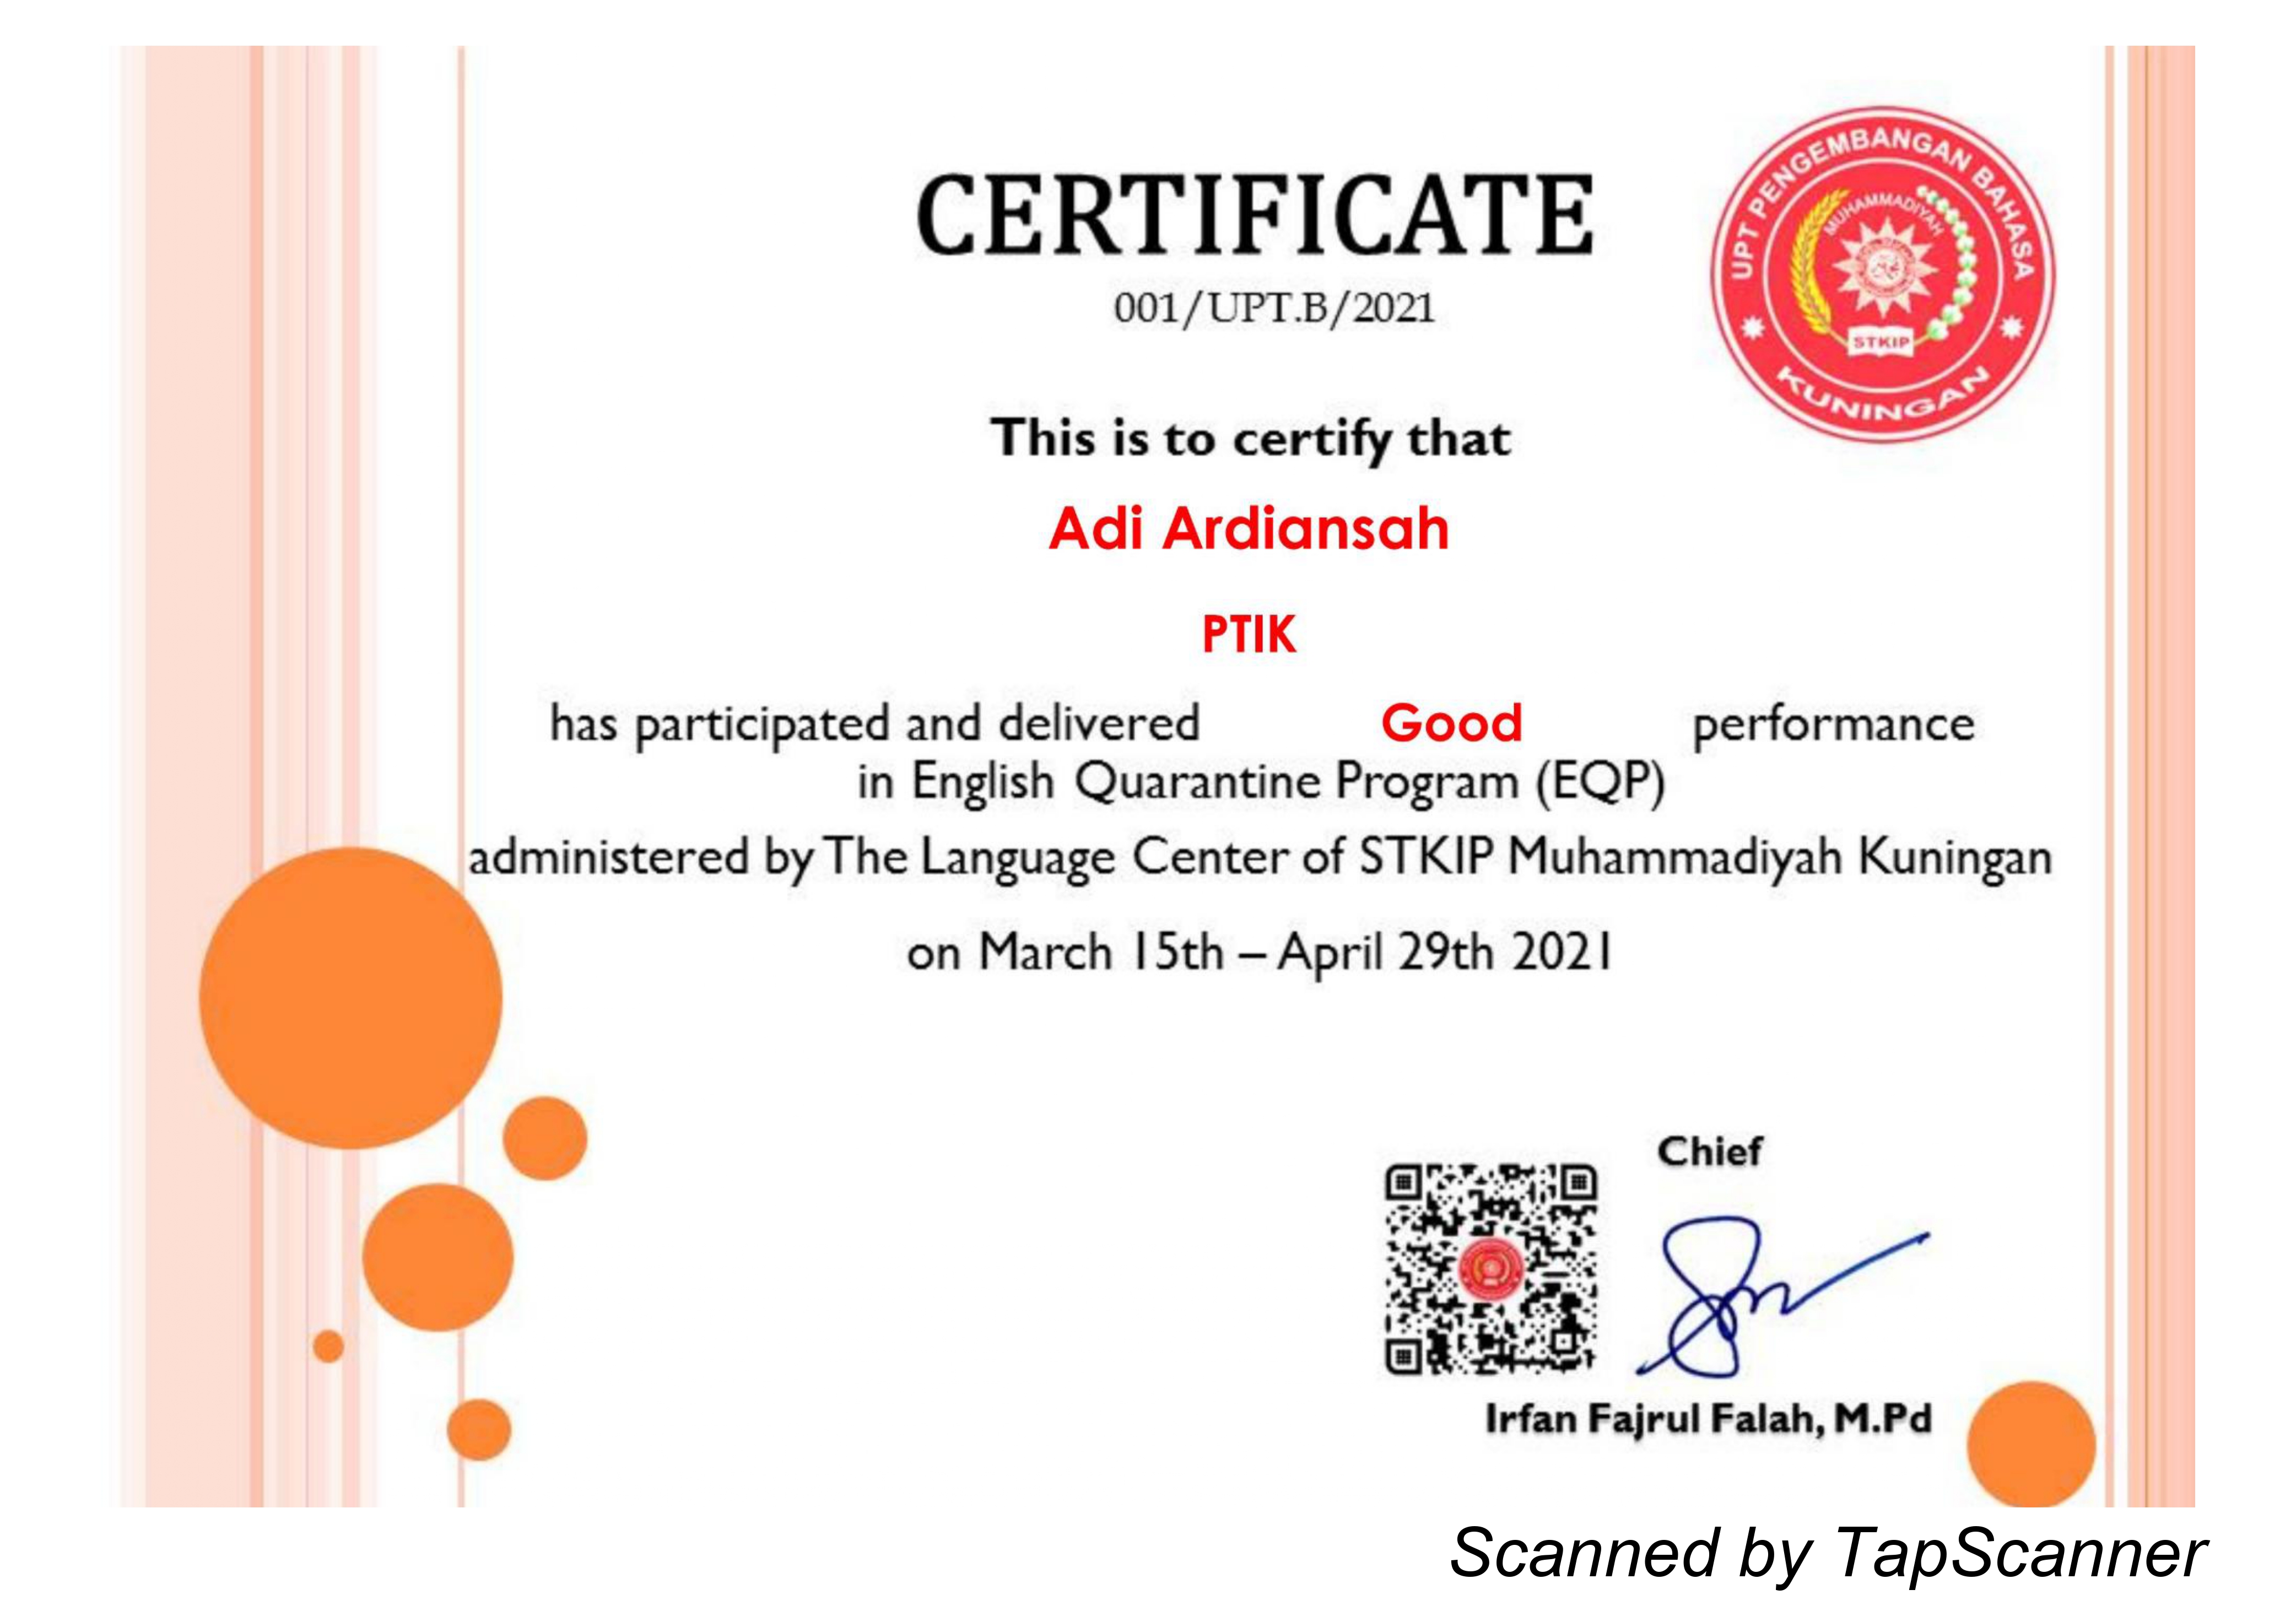 CERTIFICATE
001/UPT.B/2021
UPT PENGEMBANGAN BAHASA
MUHAMMADIYAH
STKIP
KUNINGAN
This is to certify that
Adi Ardiansah
PTIK
has participated and delivered Good performance
in English Quarantine Program (EQP)
administered by The Language Center of STKIP Muhammadiyah Kuningan
on March 15th – April 29th 2021
Chief
Irfan Fajrul Falah, M.Pd
Scanned by TapScanner